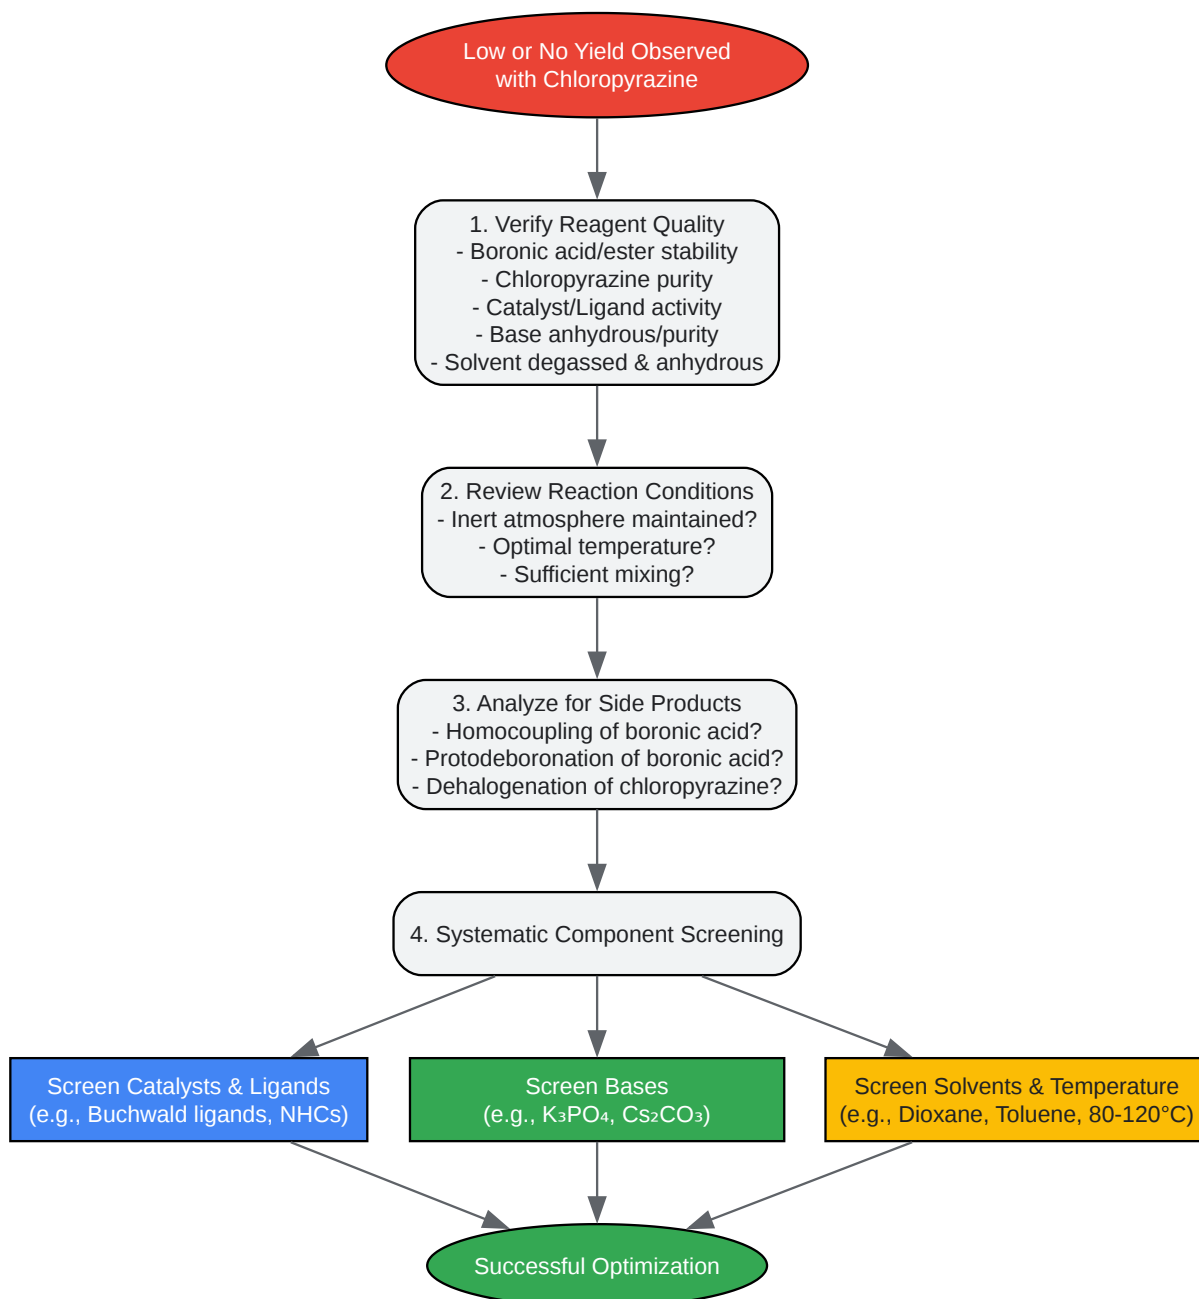 Low or No Yield Observed
with Chloropyrazine
1. Verify Reagent Quality
- Boronic acid/ester stability
- Chloropyrazine purity
- Catalyst/Ligand activity
- Base anhydrous/purity
- Solvent degassed & anhydrous
2. Review Reaction Conditions
- Inert atmosphere maintained?
- Optimal temperature?
- Sufficient mixing?
3. Analyze for Side Products
- Homocoupling of boronic acid?
- Protodeboronation of boronic acid?
- Dehalogenation of chloropyrazine?
4. Systematic Component Screening
Screen Catalysts & Ligands
(e.g., Buchwald ligands, NHCs)
Screen Bases
(e.g., K₃PO₄, Cs₂CO₃)
Screen Solvents & Temperature
(e.g., Dioxane, Toluene, 80-120°C)
Successful Optimization